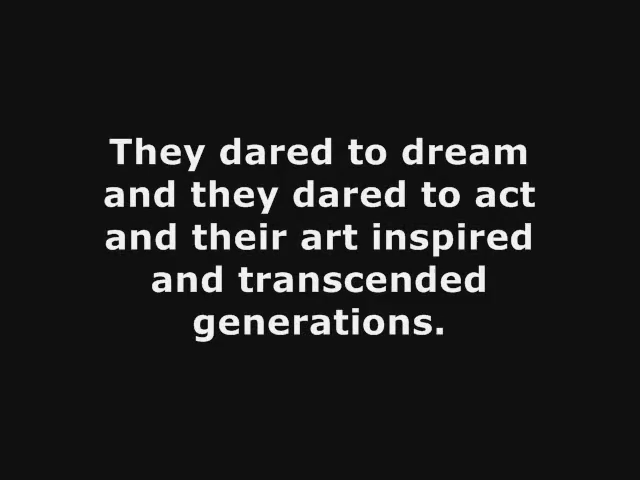 They dared to dream
and they dared to act
and their art inspired
and transcended
generations.